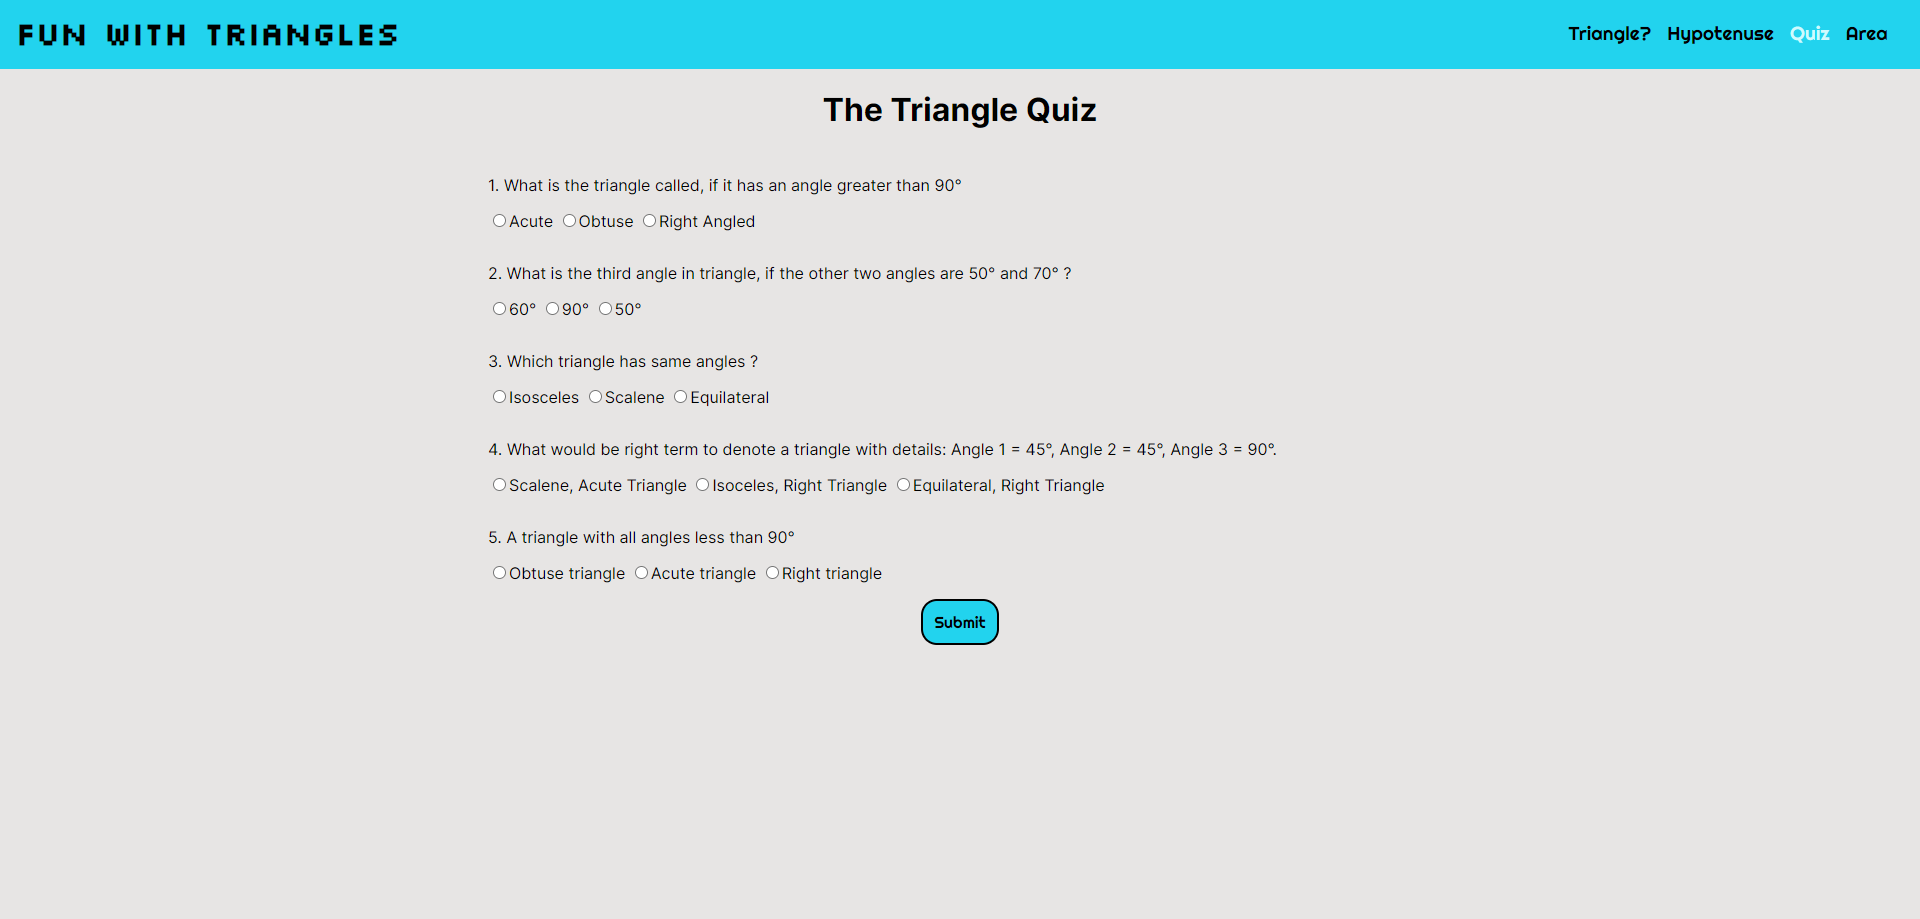 FUN WITH TRIANGLES
Triangle? Hypotenuse Quiz Area
The Triangle Quiz
1. What is the triangle called, if it has an angle greater than 90°
Acute Obtuse Right Angled
2. What is the third angle in triangle, if the other two angles are 50° and 70° ?
60° 90° 50°
3. Which triangle has same angles ?
Isosceles Scalene Equilateral
4. What would be right term to denote a triangle with details: Angle 1 = 45°, Angle 2 = 45°, Angle 3 = 90°.
Scalene, Acute Triangle Isoceles, Right Triangle Equilateral, Right Triangle
5. A triangle with all angles less than 90°
Obtuse triangle Acute triangle Right triangle
Submit